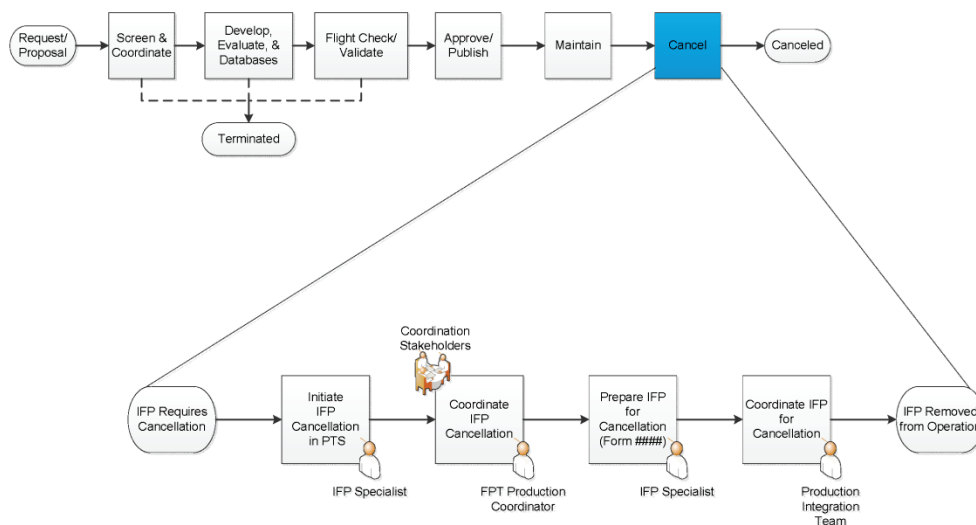 Request/
Proposal
Screen &
Coordinate
Develop,
Evaluate, &
Databases
Flight Check/
Validate
Approve/
Publish
Maintain
Cancel
Canceled
Terminated
Coordination
Stakeholders
IFP Requires
Cancellation
Initiate
IFP
Cancellation
in PTS
Coordinate
IFP
Cancellation
Prepare IFP
for
Cancellation
(Form ####)
Coordinate IFP
for
Cancellation
IFP Removed
from Operation
IFP Specialist
FPT Production
Coordinator
IFP Specialist
Production
Integration
Team